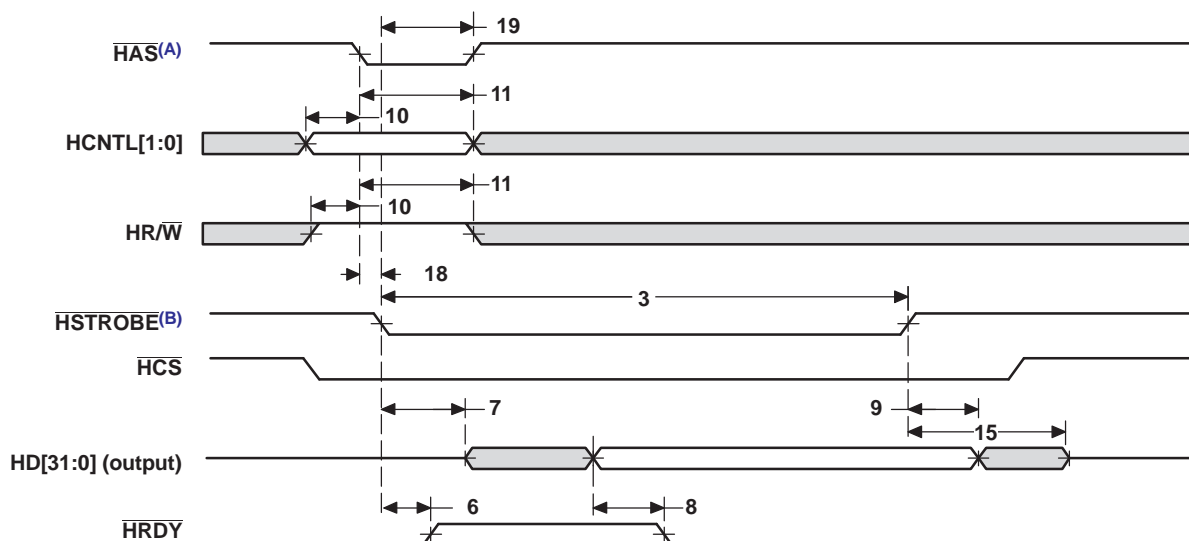 19
HAS(A)
11
10
HCNTL[1:0]
11
10
HR/W
18
3
HSTROBE(B)
HCS
7
9
15
HD[31:0] (output)
6
8
HRDY